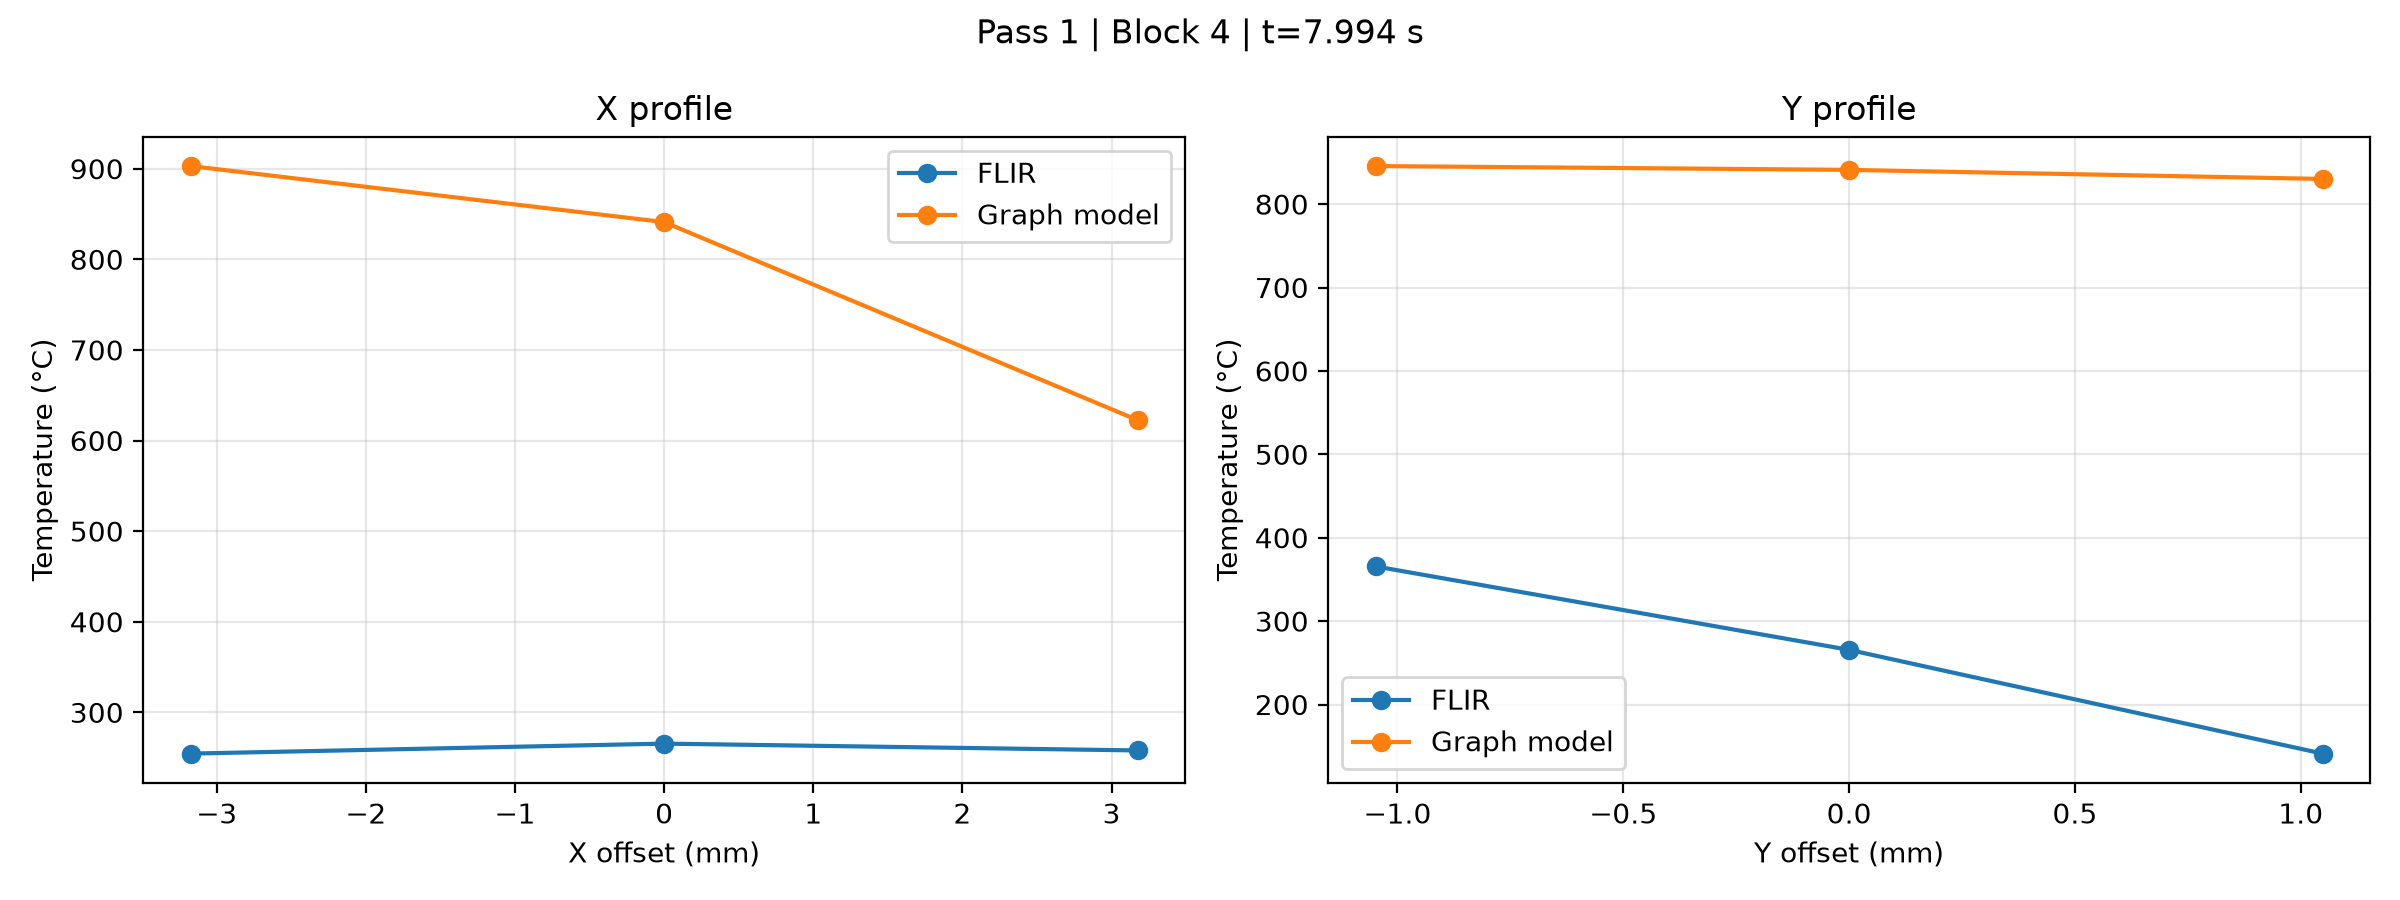 Pass 1 | Block 4 | t=7.994 s
X profile
900
800
700
600
500
400
300
Temperature (°C)
FLIR
Graph model
−3
−2
−1
0
1
2
3
X offset (mm)
Y profile
800
700
600
500
400
300
200
Temperature (°C)
FLIR
Graph model
−1.0
−0.5
0.0
0.5
1.0
Y offset (mm)